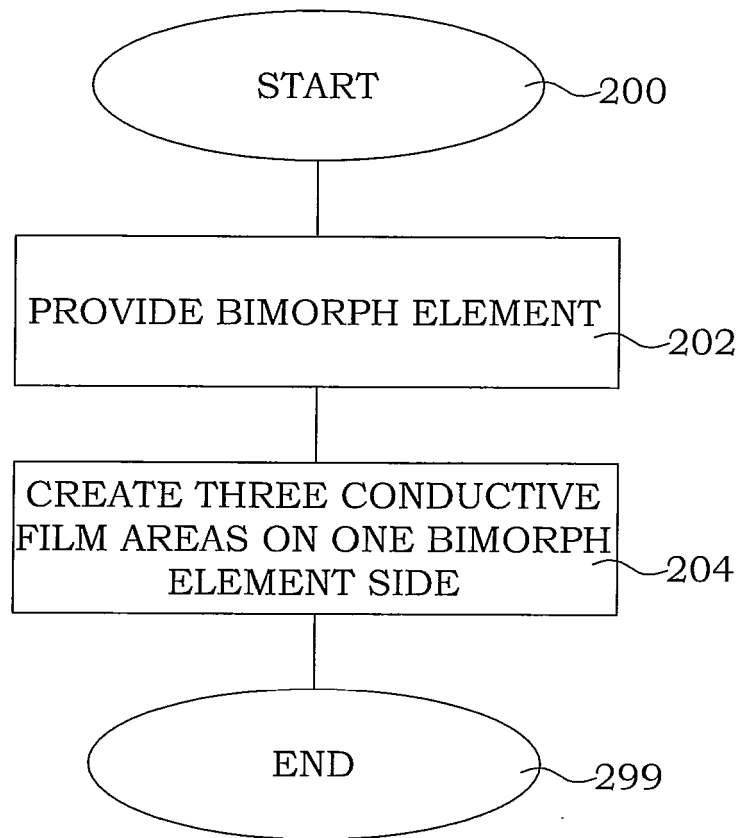 START
200
PROVIDE BIMORPH ELEMENT
202
CREATE THREE CONDUCTIVE
FILM AREAS ON ONE BIMORPH
ELEMENT SIDE
204
END
299